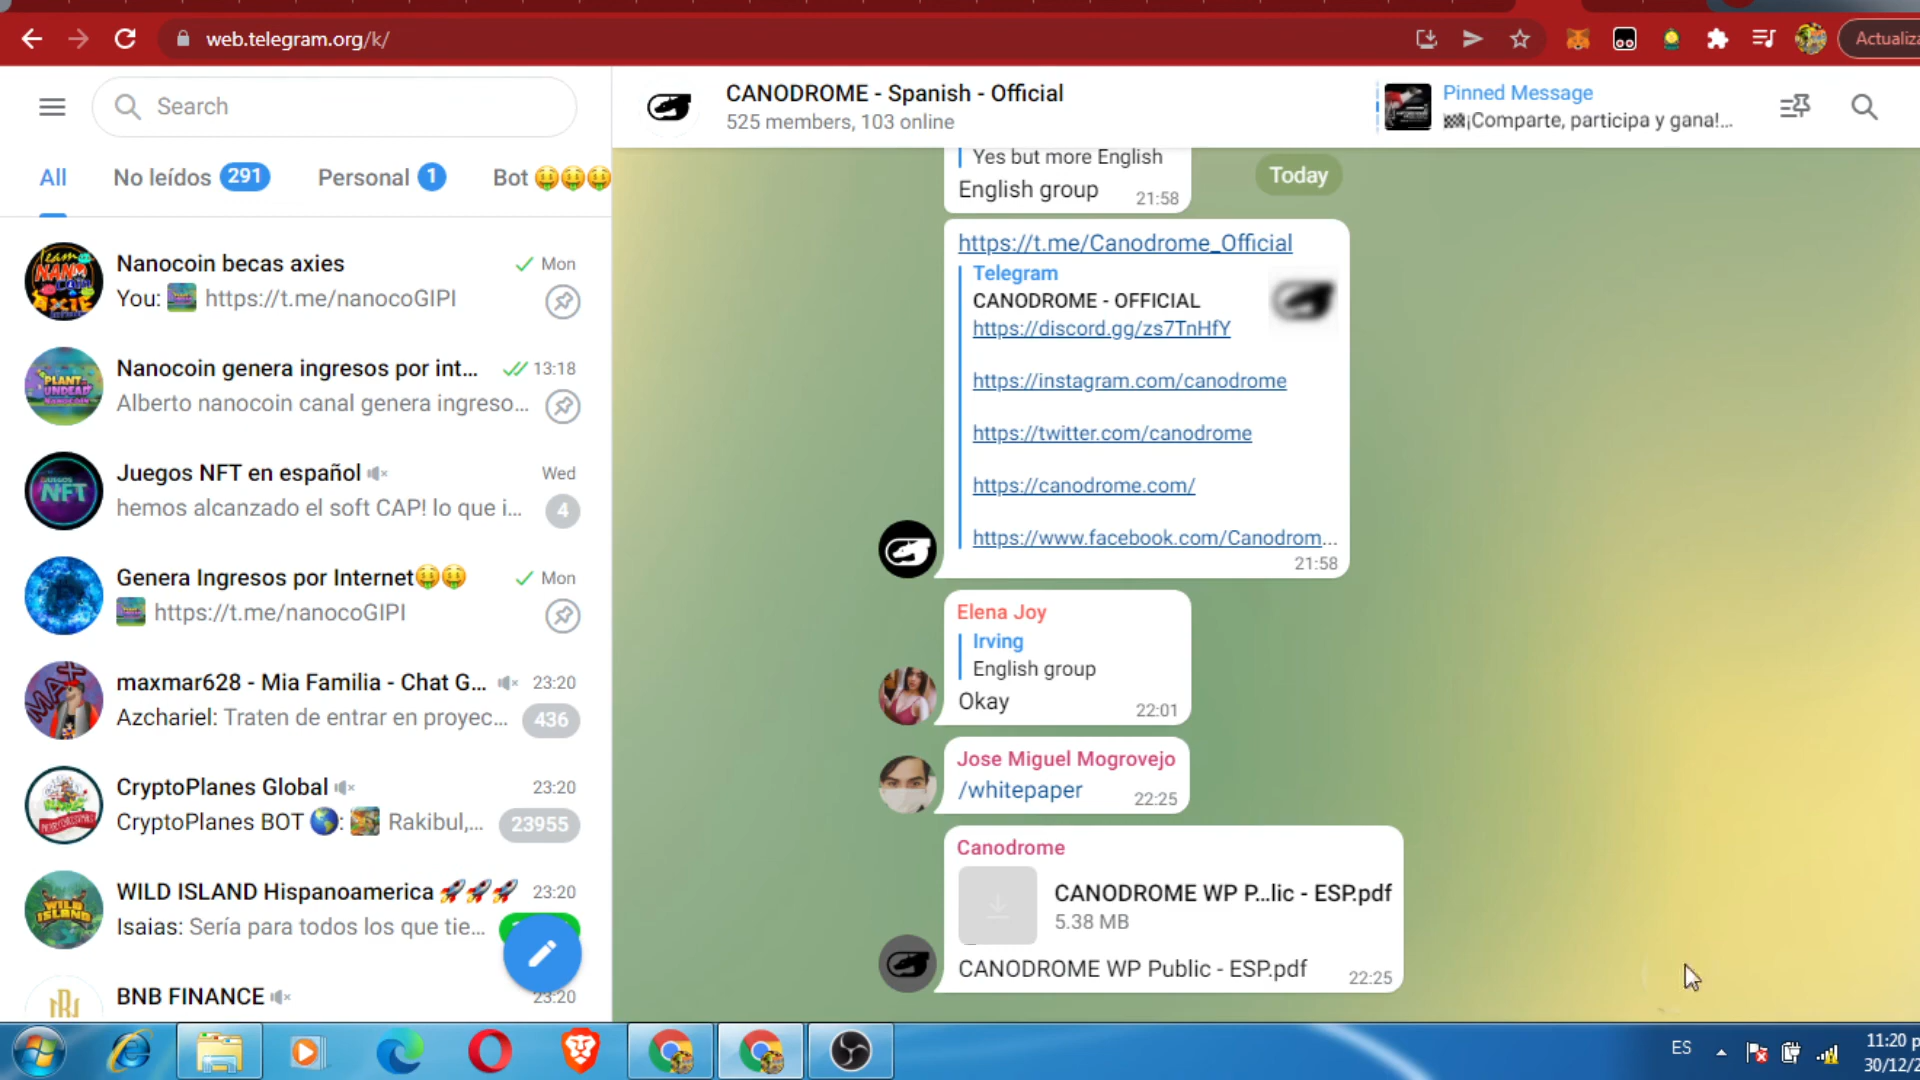 web.telegram.org/k/
Actualiza
Search
All
No leídos 291
Personal 1
Bot 🤑🤑🤑
Nanocoin becas axies
Mon
You: https://t.me/nanocoGIPI
Nanocoin genera ingresos por int...
13:18
Alberto nanocoin canal genera ingreso...
Juegos NFT en español
Wed
hemos alcanzado el soft CAP! lo que i...
4
Genera Ingresos por Internet🤑🤑
Mon
https://t.me/nanocoGIPI
maxmar628 - Mia Familia - Chat G...
23:20
Azchariel: Traten de entrar en proyec...
436
CryptoPlanes Global
23:20
CryptoPlanes BOT 🌎: Rakibul,...
23955
WILD ISLAND Hispanoamerica 🚀🚀🚀
23:20
Isaias: Sería para todos los que tie...
BNB FINANCE
23:20
CANODROME - Spanish - Official
525 members, 103 online
Pinned Message
🏁¡Comparte, participa y gana!...
Today
Yes but more English
English group
21:58
https://t.me/Canodrome_Official
Telegram
CANODROME - OFFICIAL
https://discord.gg/zs7TnHfY
https://instagram.com/canodrome
https://twitter.com/canodrome
https://canodrome.com/
https://www.facebook.com/Canodrom...
21:58
Elena Joy
Irving
English group
Okay
22:01
Jose Miguel Mogrovejo
/whitepaper
22:25
Canodrome
CANODROME WP P...lic - ESP.pdf
5.38 MB
CANODROME WP Public - ESP.pdf
22:25
ES
11:20 p
30/12/2